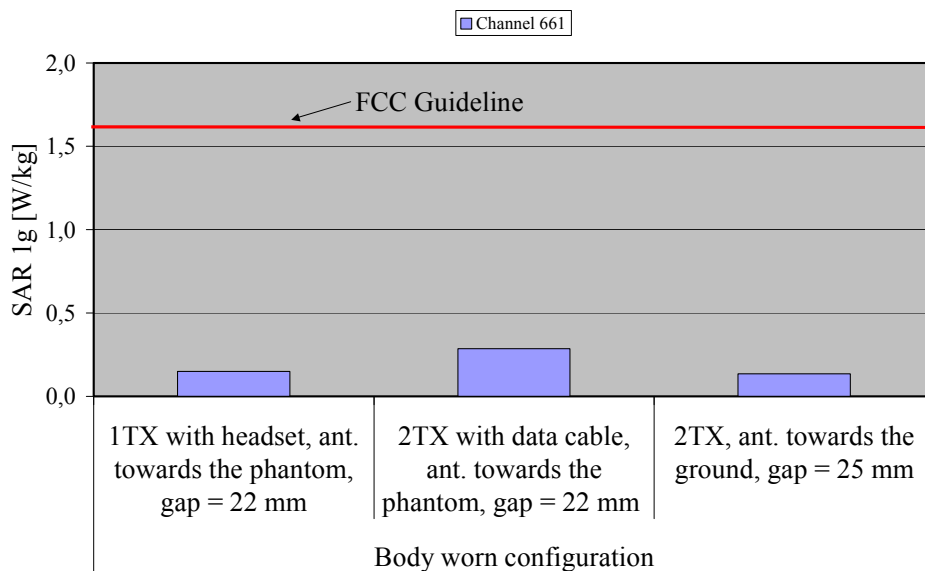 Channel 661
2,0
1,5
1,0
0,5
0,0
SAR 1g [W/kg]
FCC Guideline
1TX with headset, ant.
towards the phantom,
gap = 22 mm
2TX with data cable,
ant. towards the
phantom, gap = 22 mm
2TX, ant. towards the
ground, gap = 25 mm
Body worn configuration